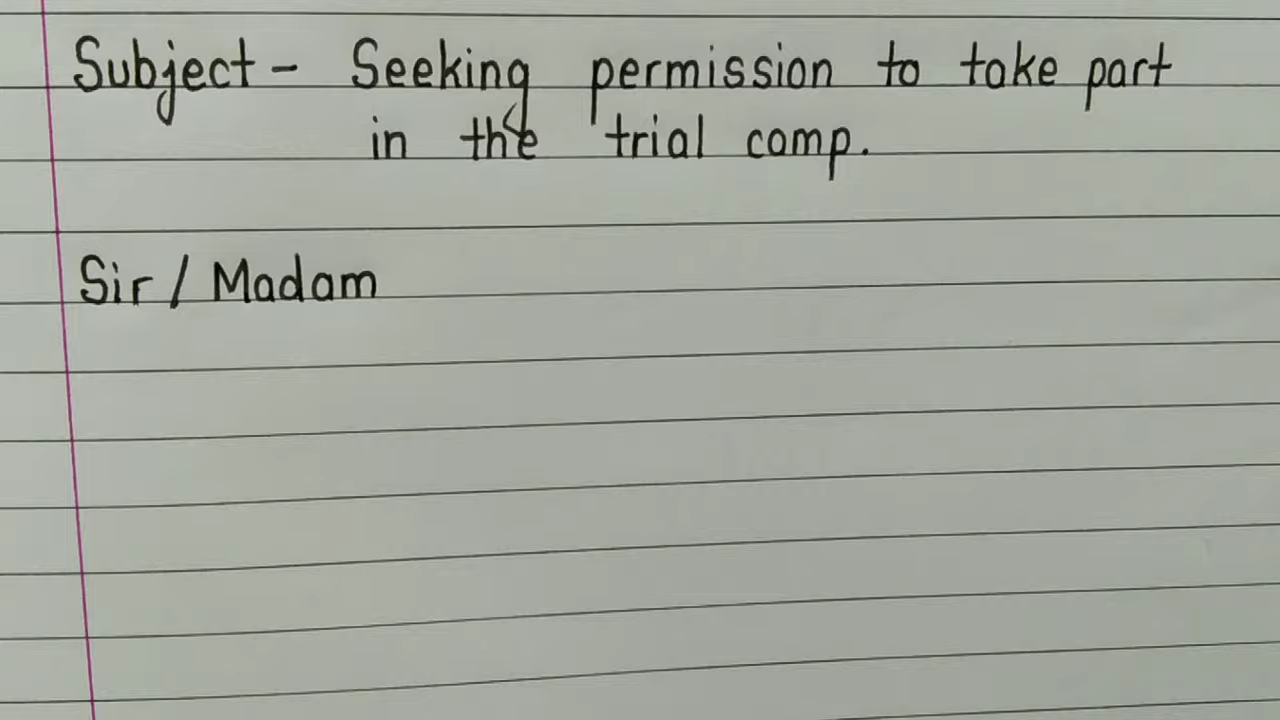 Subject - Seeking permission to take part
in the trial camp.
Sir / Madam